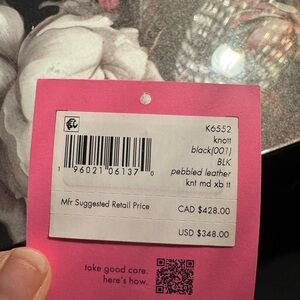 K6552
knott
black(001)
BLK
pebbled leather
knt md xb tt
1 96021 06137 0
Mfr Suggested Retail Price
CAD $428.00
USD $348.00
take good care.
here's how.